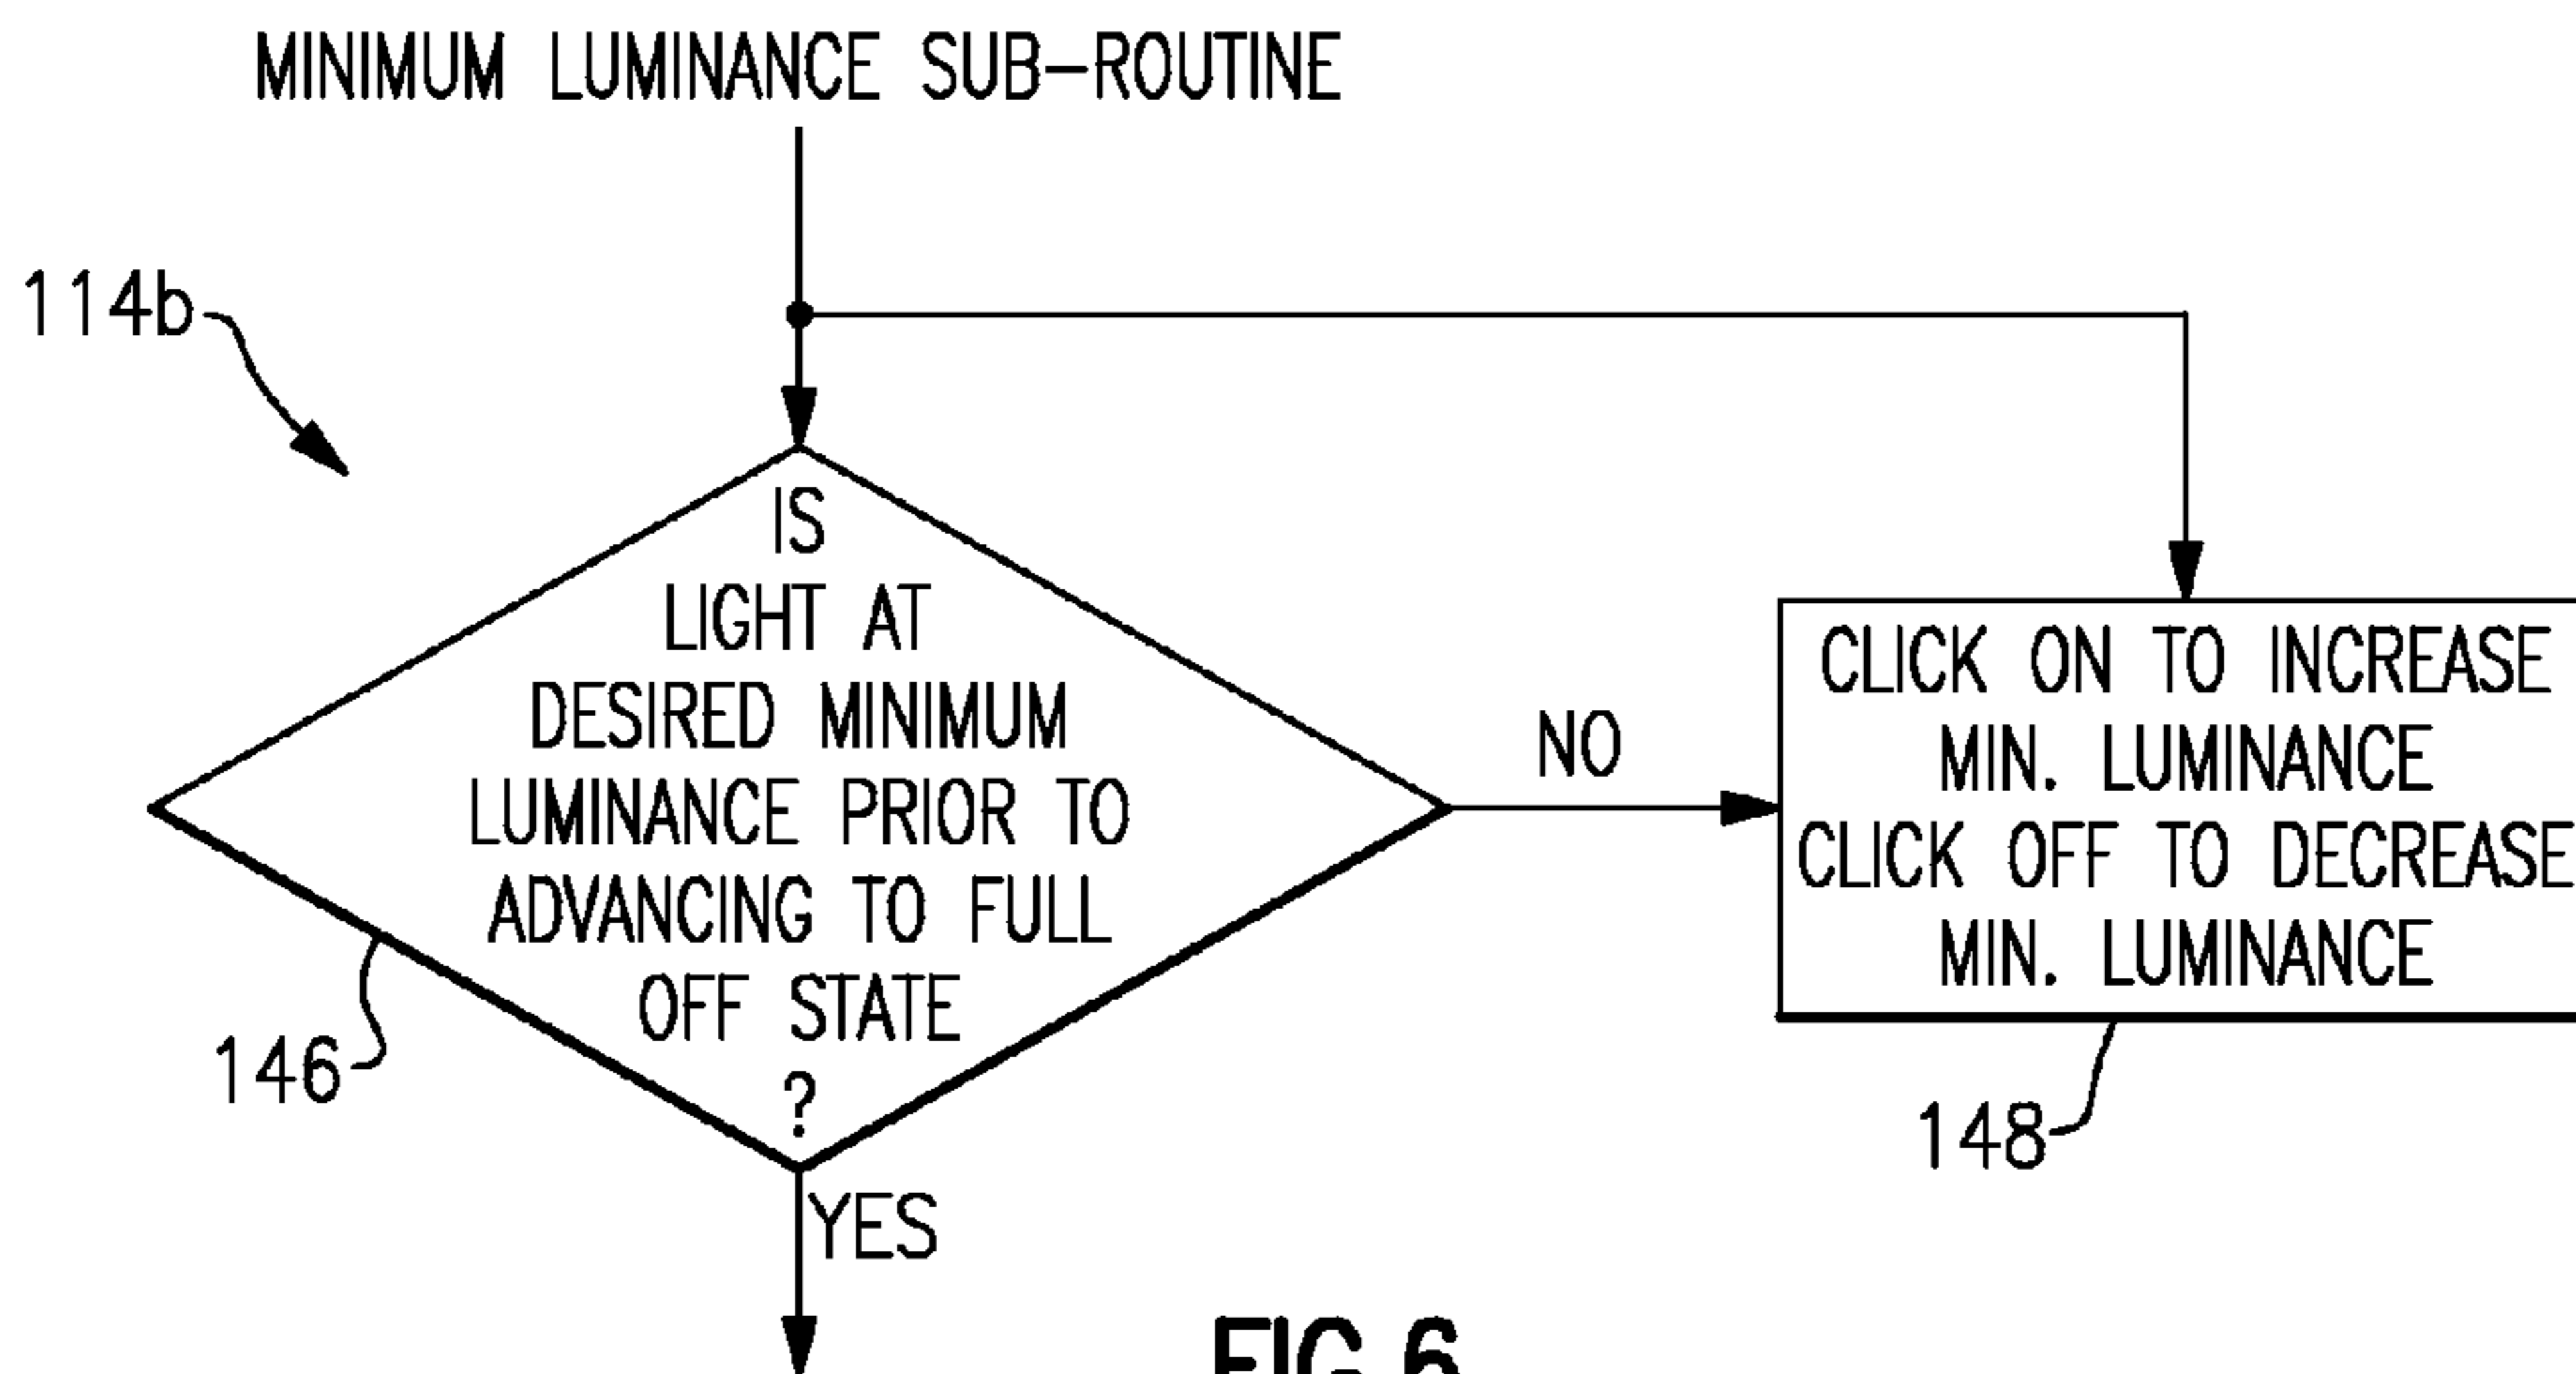 MINIMUM LUMINANCE SUB-ROUTINE
114b
IS
LIGHT AT
DESIRED MINIMUM
LUMINANCE PRIOR TO
ADVANCING TO FULL
OFF STATE
?
146
NO
CLICK ON TO INCREASE
MIN. LUMINANCE
CLICK OFF TO DECREASE
MIN. LUMINANCE
148
YES
FIG.6